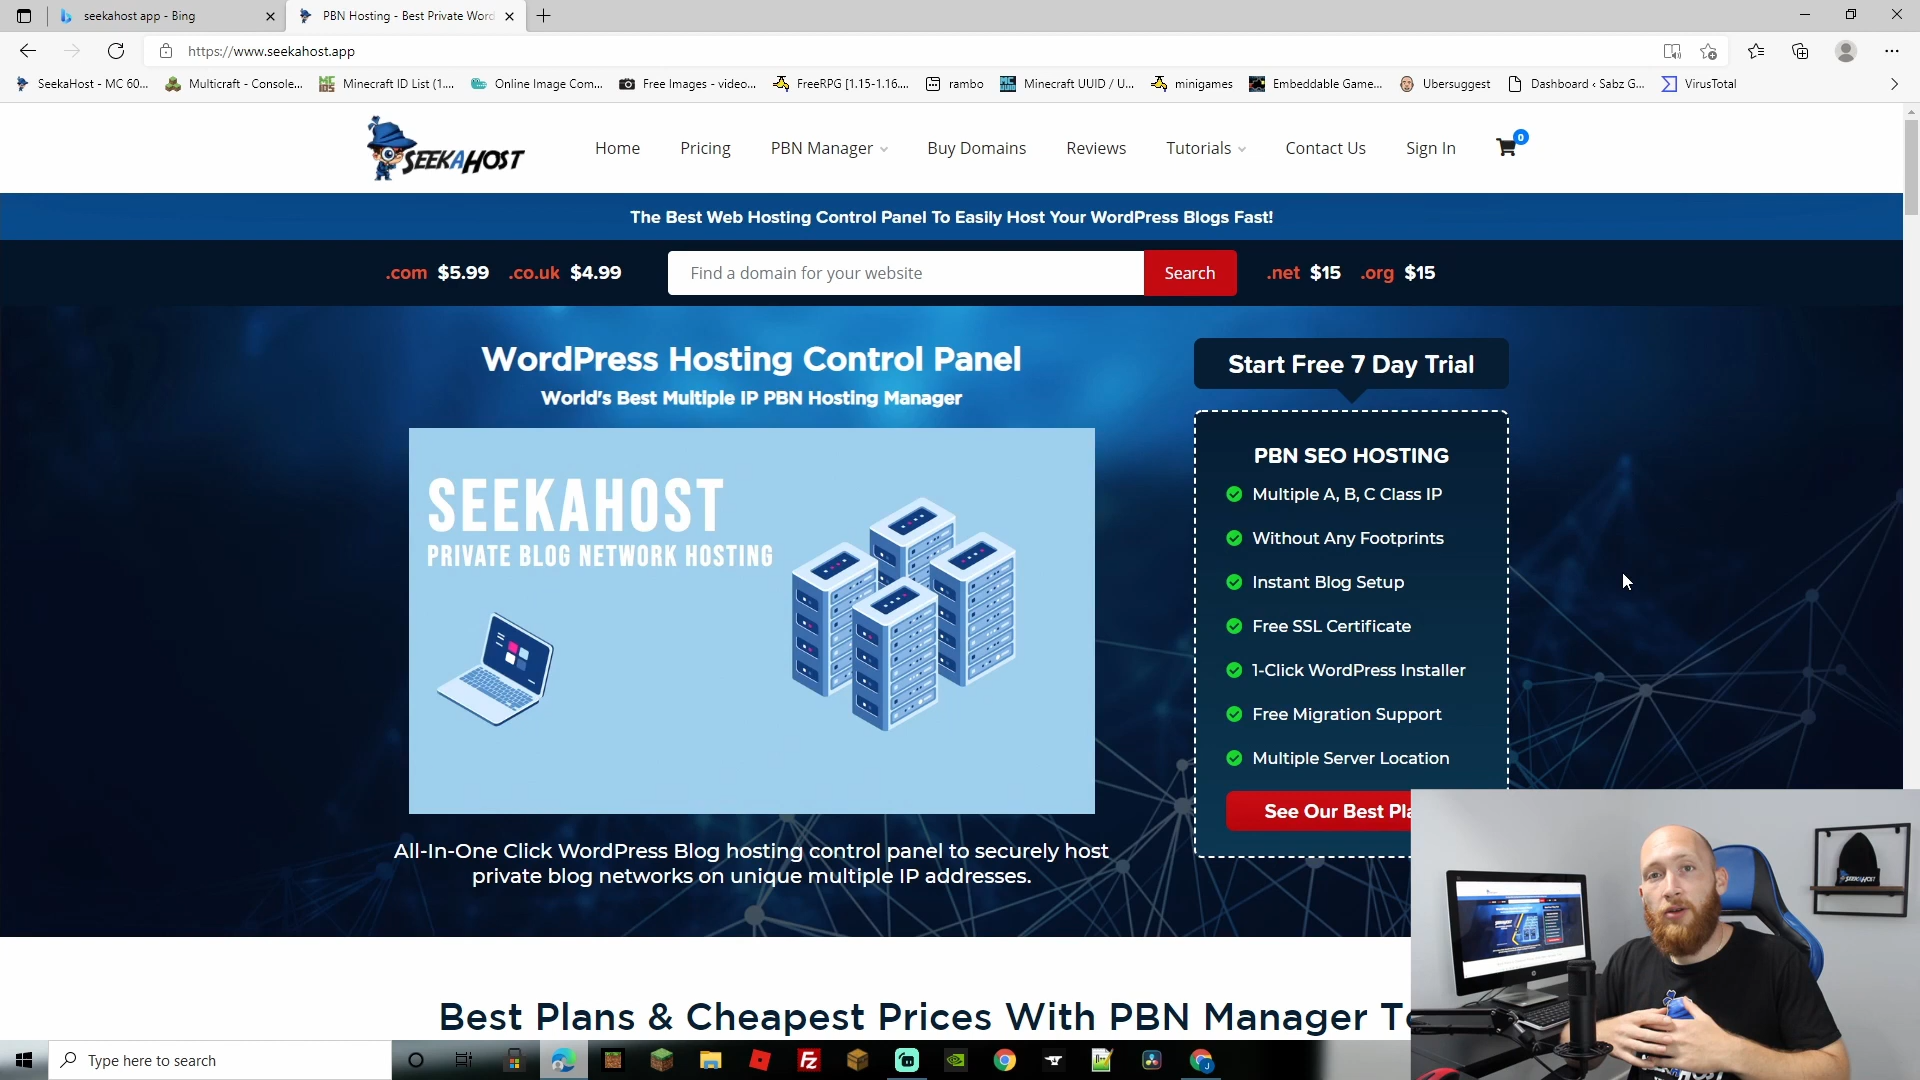 seekahost app - Bing
PBN Hosting - Best Private Word
https://www.seekahost.app
SeekaHost - MC 60...
Multicraft - Console...
Minecraft ID List (1....
Online Image Com...
Free Images - video...
FreeRPG [1.15-1.16....
rambo
Minecraft UUID / U...
minigames
Embeddable Game...
Ubersuggest
Dashboard ‹ Sabz G...
VirusTotal
SEEKAHOST
Home
Pricing
PBN Manager
Buy Domains
Reviews
Tutorials
Contact Us
Sign In
0
The Best Web Hosting Control Panel To Easily Host Your WordPress Blogs Fast!
.com $5.99 .co.uk $4.99
Find a domain for your website
Search
.net $15 .org $15
WordPress Hosting Control Panel
World's Best Multiple IP PBN Hosting Manager
SEEKAHOST
PRIVATE BLOG NETWORK HOSTING
All-In-One Click WordPress Blog hosting control panel to securely host
private blog networks on unique multiple IP addresses.
Start Free 7 Day Trial
PBN SEO HOSTING
Multiple A, B, C Class IP
Without Any Footprints
Instant Blog Setup
Free SSL Certificate
1-Click WordPress Installer
Free Migration Support
Multiple Server Location
See Our Best Pla
Best Plans & Cheapest Prices With PBN Manager To
SEEKAHOST
Type here to search